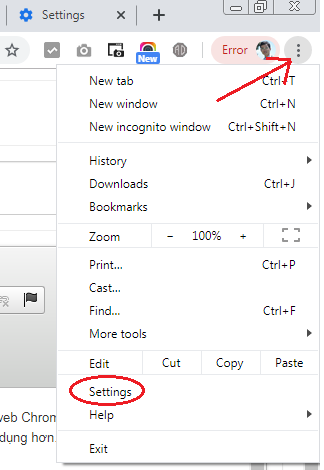 Settings
New
Error
New tab Ctrl+T
New window Ctrl+N
New incognito window Ctrl+Shift+N
History
Downloads Ctrl+J
Bookmarks
Zoom − 100% +
Print... Ctrl+P
Cast...
Find... Ctrl+F
More tools
Edit Cut Copy Paste
Settings
web Chrom
Help
dụng hơn.
Exit